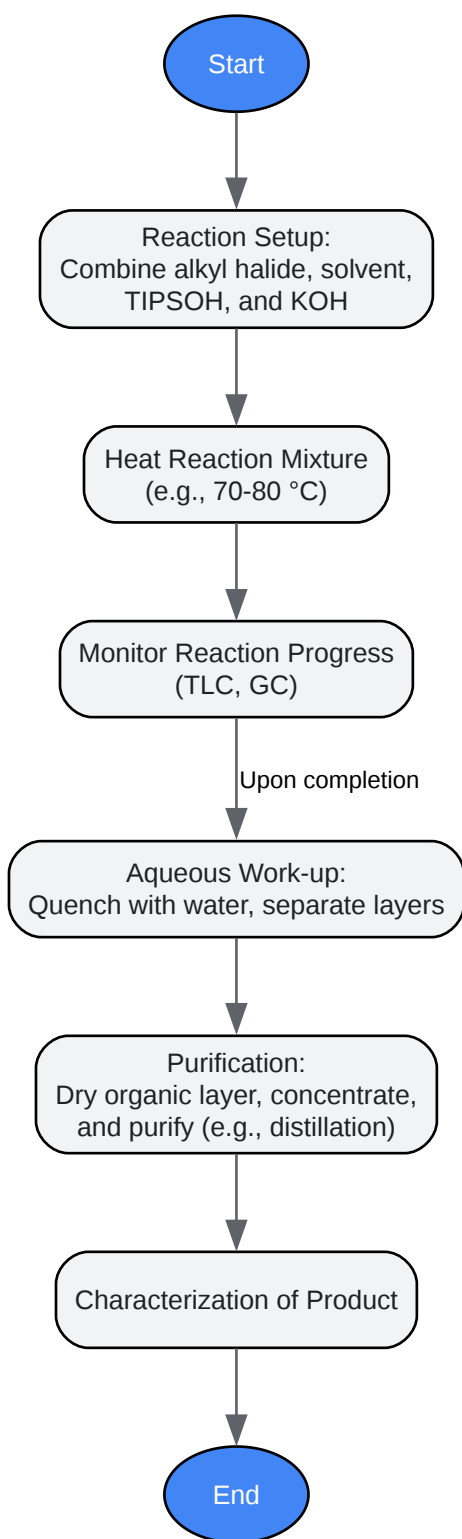 Start
Reaction Setup:
Combine alkyl halide, solvent,
TIPSOH, and KOH
Heat Reaction Mixture
(e.g., 70-80 °C)
Monitor Reaction Progress
(TLC, GC)
Upon completion
Aqueous Work-up:
Quench with water, separate layers
Purification:
Dry organic layer, concentrate,
and purify (e.g., distillation)
Characterization of Product
End